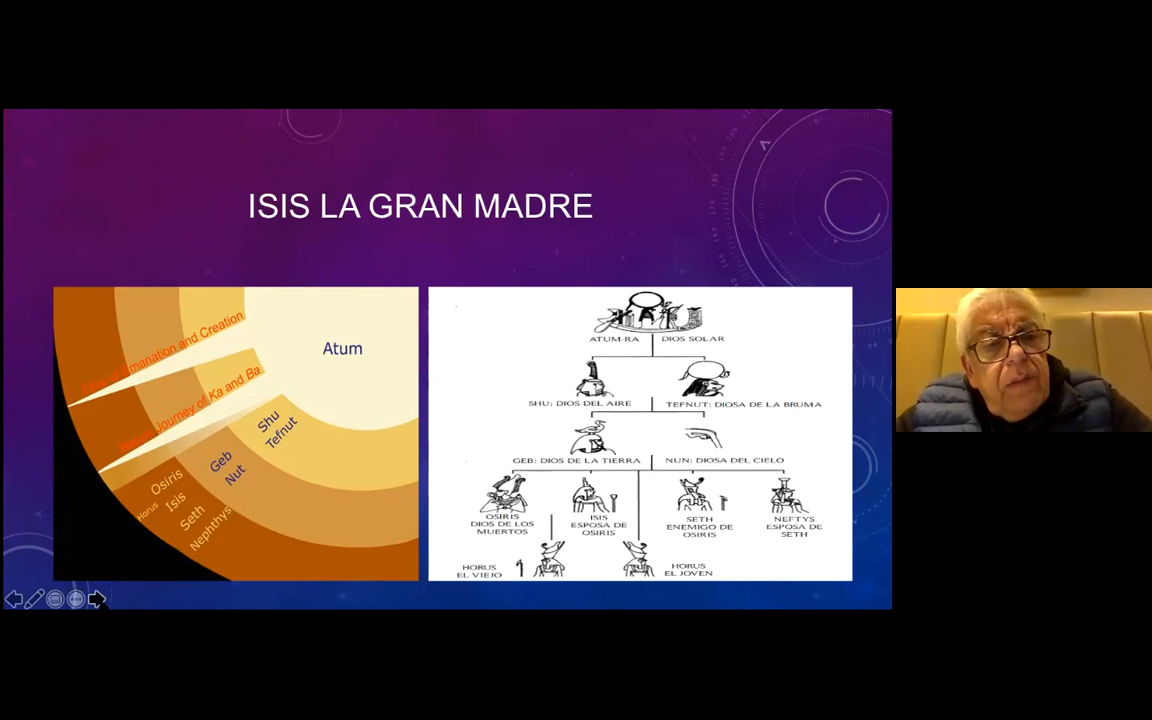 ISIS LA GRAN MADRE
Emanation and Creation
Journey of Ka and Ba
Atum
Shu
Tefnut
Geb
Nut
Osiris
Isis
Seth
Nephthys
Horus
ATUM-RA DIOS SOLAR
SHU: DIOS DEL AIRE TEFNUT: DIOSA DE LA BRUMA
GEB: DIOS DE LA TIERRA NUN: DIOSA DEL CIELO
OSIRIS
DIOS DE LOS
MUERTOS
ISIS
ESPOSA DE
OSIRIS
SETH
ENEMIGO DE
OSIRIS
NEFTYS
ESPOSA DE
SETH
HORUS
EL VIEJO
HORUS
EL JOVEN